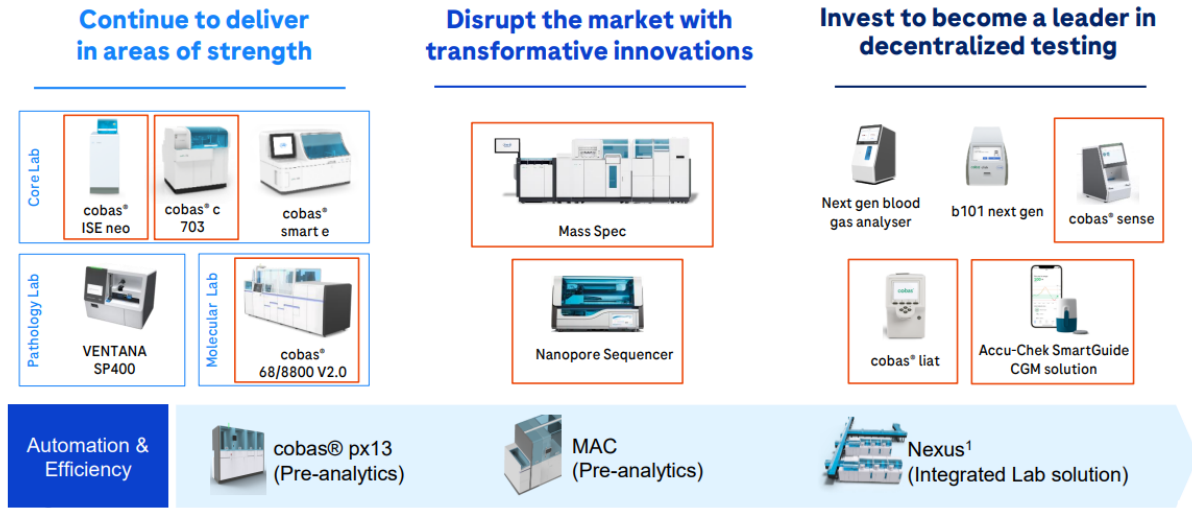 Continue to deliver
in areas of strength
Disrupt the market with
transformative innovations
Invest to become a leader in
decentralized testing
Core Lab
cobas®
ISE neo
cobas® c
703
cobas®
smart e
Pathology Lab
VENTANA
SP400
Molecular Lab
cobas®
68/8800 V2.0
Mass Spec
Nanopore Sequencer
Next gen blood
gas analyser
b101 next gen
cobas® sense
cobas® liat
Accu-Chek SmartGuide
CGM solution
Automation &
Efficiency
cobas® px13
(Pre-analytics)
MAC
(Pre-analytics)
Nexus¹
(Integrated Lab solution)